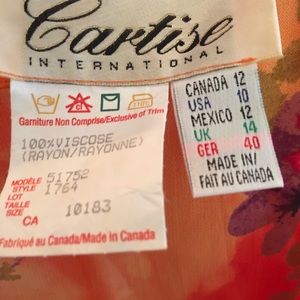 Cartise
INTERNATIONAL
Garniture Non Comprise/Exclusive of Trim
100%VISCOSE
(RAYON/RAYONNE)
MODÈLE 51752
STYLE 1764
LOT
TAILLE 10183
SIZE
CA
Fabriqué au Canada/Made in Canada
CANADA 12
USA 10
MEXICO 12
UK 14
GER 40
MADE IN/
FAIT AU CANADA